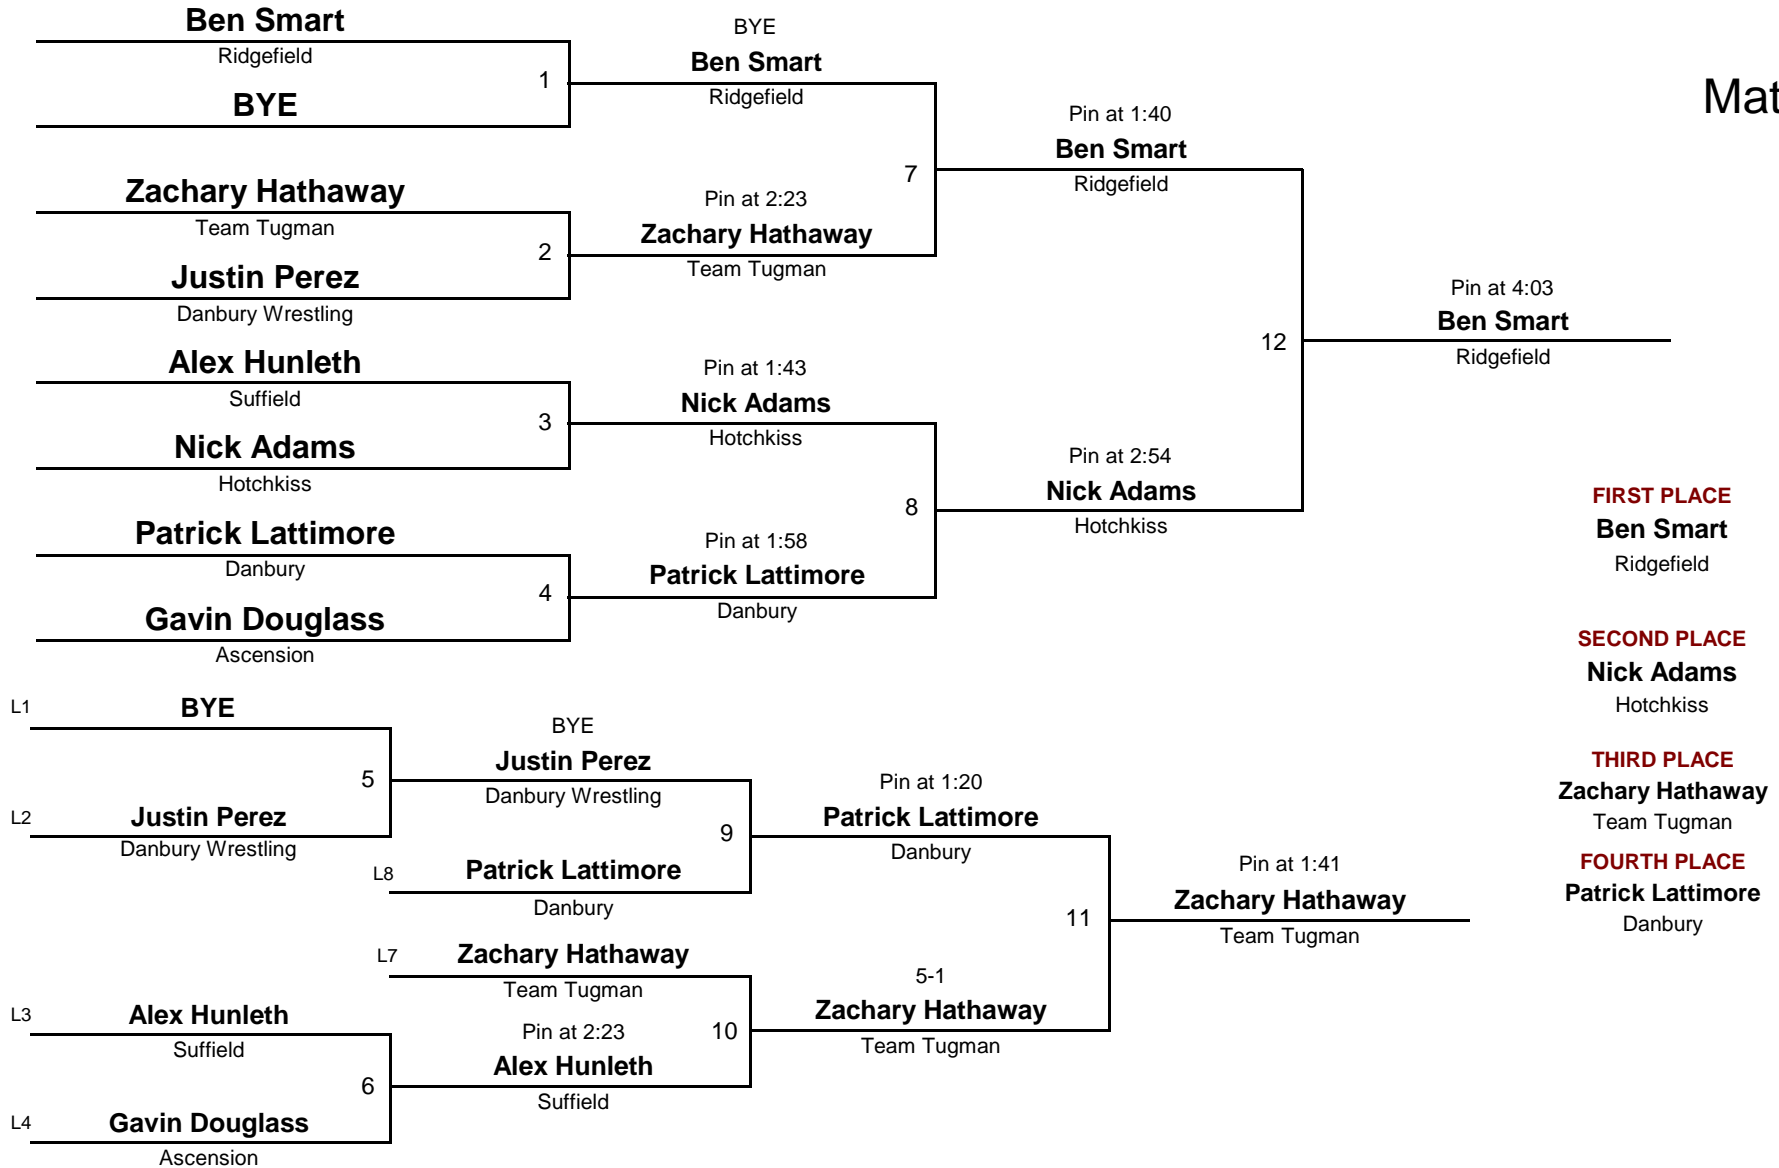 Ben Smart
Ridgefield
1
BYE
BYE
Ben Smart
Ridgefield
Mat
Zachary Hathaway
Team Tugman
2
Justin Perez
Danbury Wrestling
Pin at 2:23
Zachary Hathaway
Team Tugman
7
Pin at 1:40
Ben Smart
Ridgefield
Alex Hunleth
Suffield
3
Nick Adams
Hotchkiss
Pin at 1:43
Nick Adams
Hotchkiss
Patrick Lattimore
Danbury
4
Gavin Douglass
Ascension
Pin at 1:58
Patrick Lattimore
Danbury
8
Pin at 2:54
Nick Adams
Hotchkiss
12
Pin at 4:03
Ben Smart
Ridgefield
FIRST PLACE
Ben Smart
Ridgefield
SECOND PLACE
Nick Adams
Hotchkiss
THIRD PLACE
Zachary Hathaway
Team Tugman
FOURTH PLACE
Patrick Lattimore
Danbury
L1
BYE
5
L2
Justin Perez
Danbury Wrestling
BYE
Justin Perez
Danbury Wrestling
9
L8
Patrick Lattimore
Danbury
Pin at 1:20
Patrick Lattimore
Danbury
L7
Zachary Hathaway
Team Tugman
L3
Alex Hunleth
Suffield
6
L4
Gavin Douglass
Ascension
Pin at 2:23
Alex Hunleth
Suffield
10
5-1
Zachary Hathaway
Team Tugman
11
Pin at 1:41
Zachary Hathaway
Team Tugman